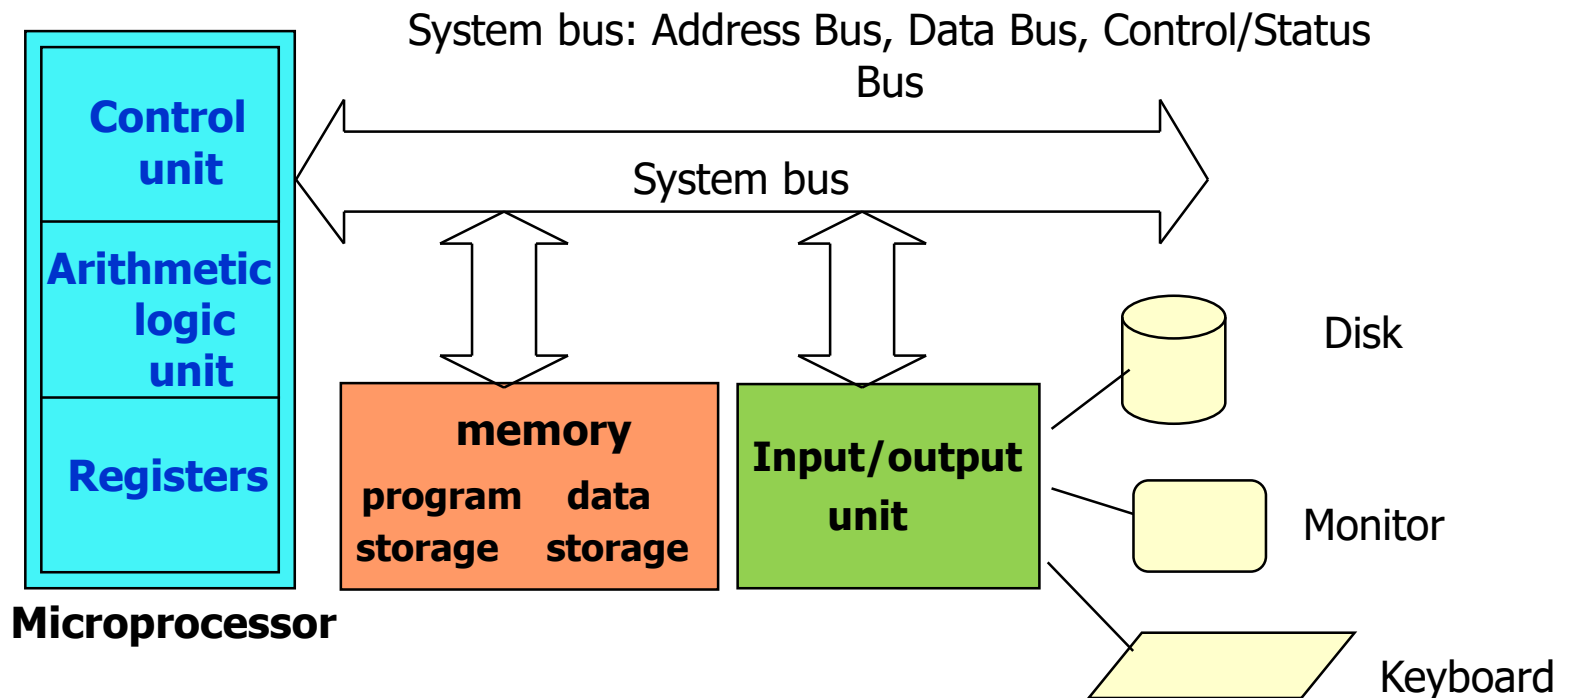 System bus: Address Bus, Data Bus, Control/Status
Bus
Control
unit
System bus
Arithmetic
logic
unit
Registers
Microprocessor
memory
program data
storage storage
Input/output
unit
Disk
Monitor
Keyboard